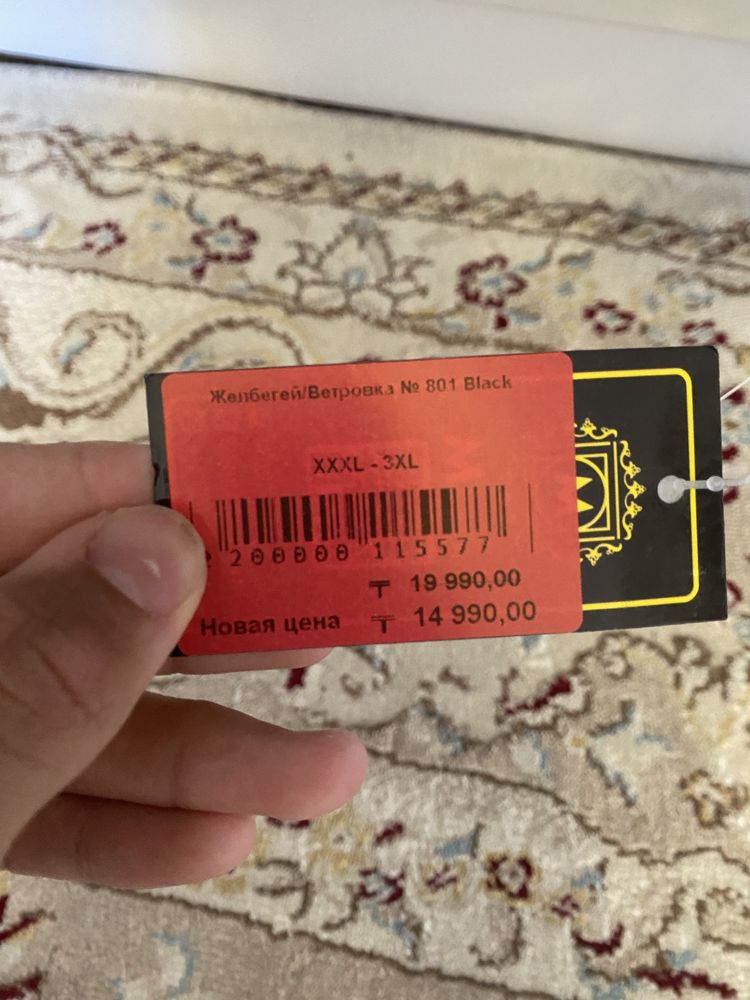 Желбегей/Ветровка № 801 Black
XXXL - 3XL
2 200000 115577
₸ 19 990,00
Новая цена ₸ 14 990,00